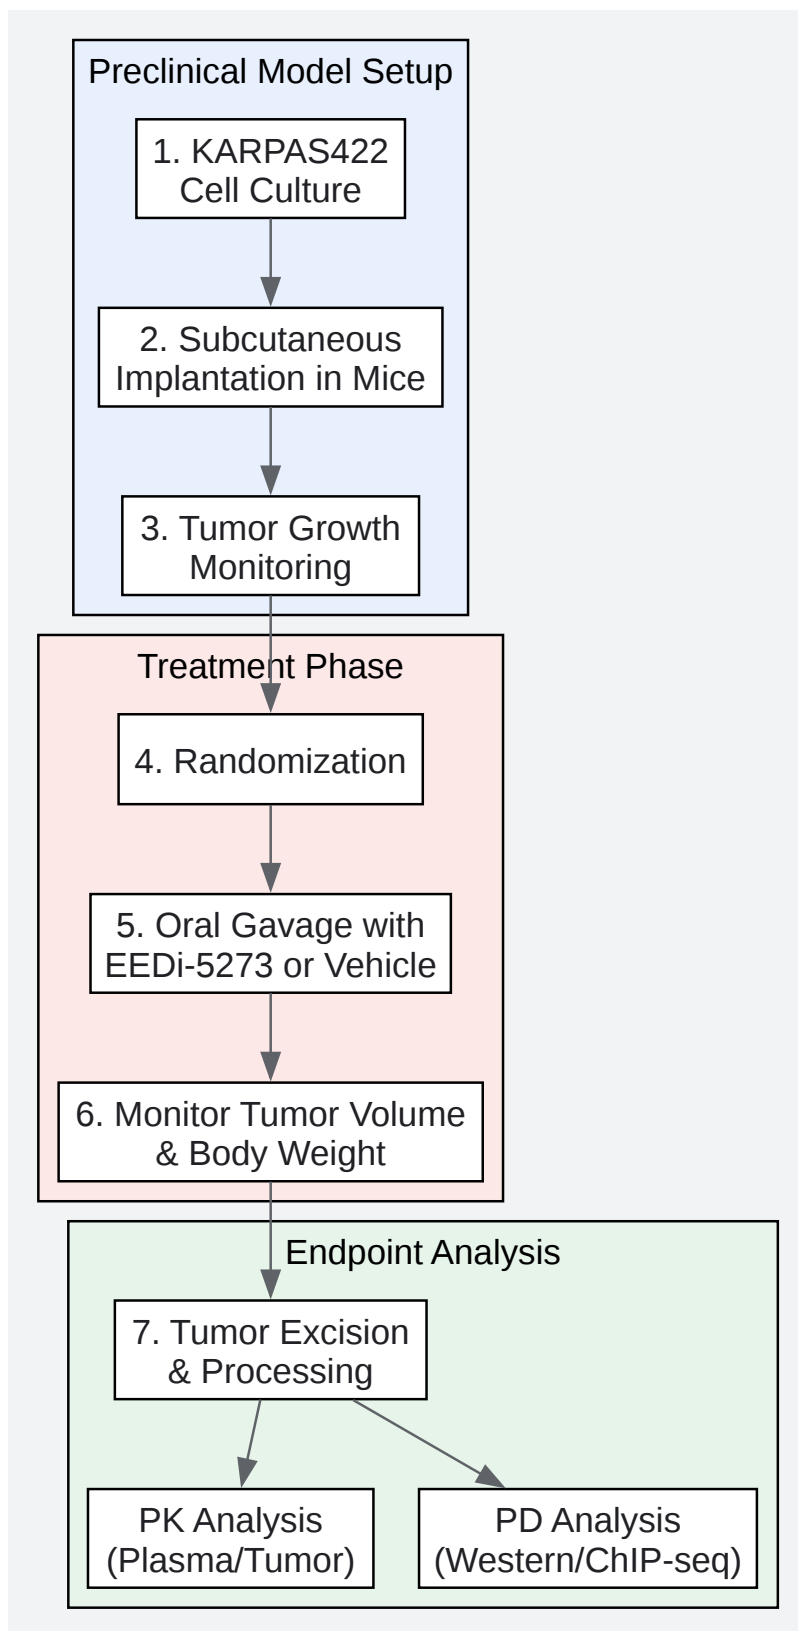 Preclinical Model Setup
1. KARPAS422
Cell Culture
2. Subcutaneous
Implantation in Mice
3. Tumor Growth
Monitoring
Treatment Phase
4. Randomization
5. Oral Gavage with
EEDi-5273 or Vehicle
6. Monitor Tumor Volume
& Body Weight
Endpoint Analysis
7. Tumor Excision
& Processing
PK Analysis
(Plasma/Tumor)
PD Analysis
(Western/ChIP-seq)